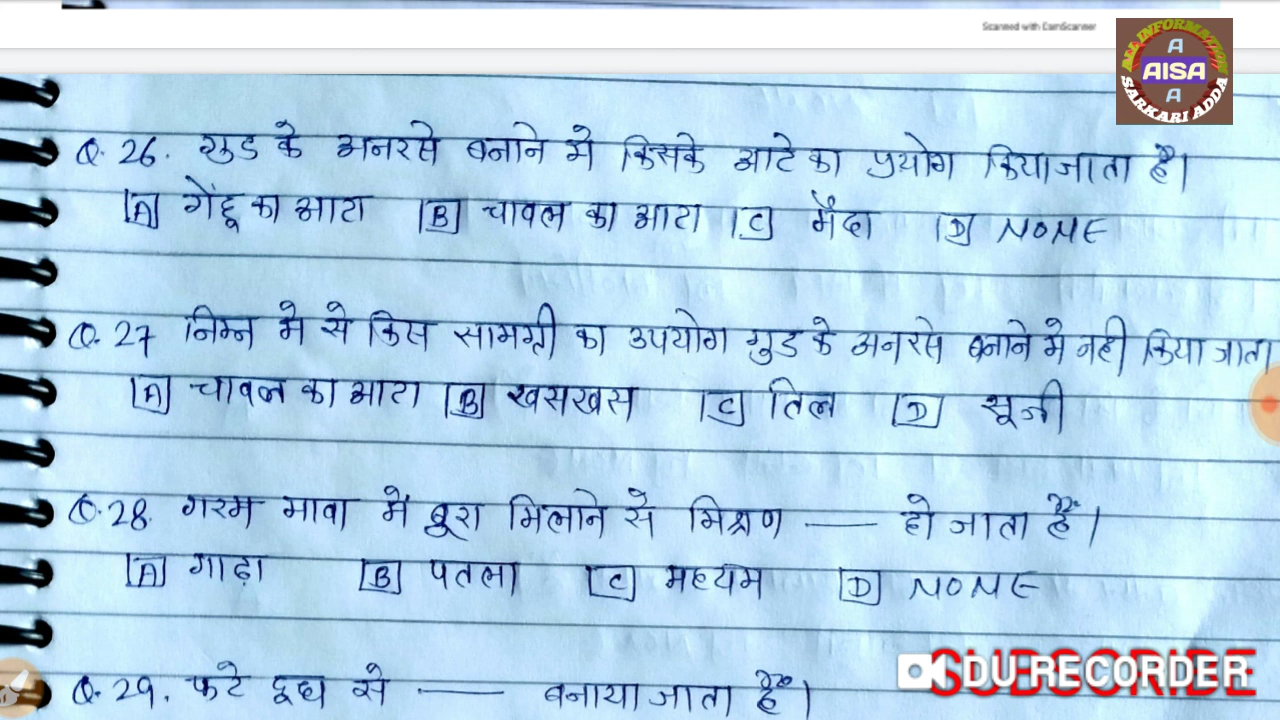 Scanned with CamScanner
ALL INFORMATION
A
AISA
A
SARKARI ADDA
Q. 26. गुड के अनरसे बनाने मे किसके आटे का प्रयोग किया जाता है।
[A] गेंहू का आटा [B] चावल का आटा [C] मैदा [D] NONE
Q. 27 निम्न मे से किस सामग्री का उपयोग गुड के अनरसे बनाने मे नही किया जाता
[A] चावल का आटा [B] खसखस [C] तिल [D] सूजी
Q. 28. गरम मावा में बूरा मिलाने से मिश्रण —— हो जाता हैं।
[A] गाढ़ा [B] पतला [C] मध्यम [D] NONE
Q. 29. फटे दूध से —— बनाया जाता हैं।
SUBSCRIBE
DU RECORDER